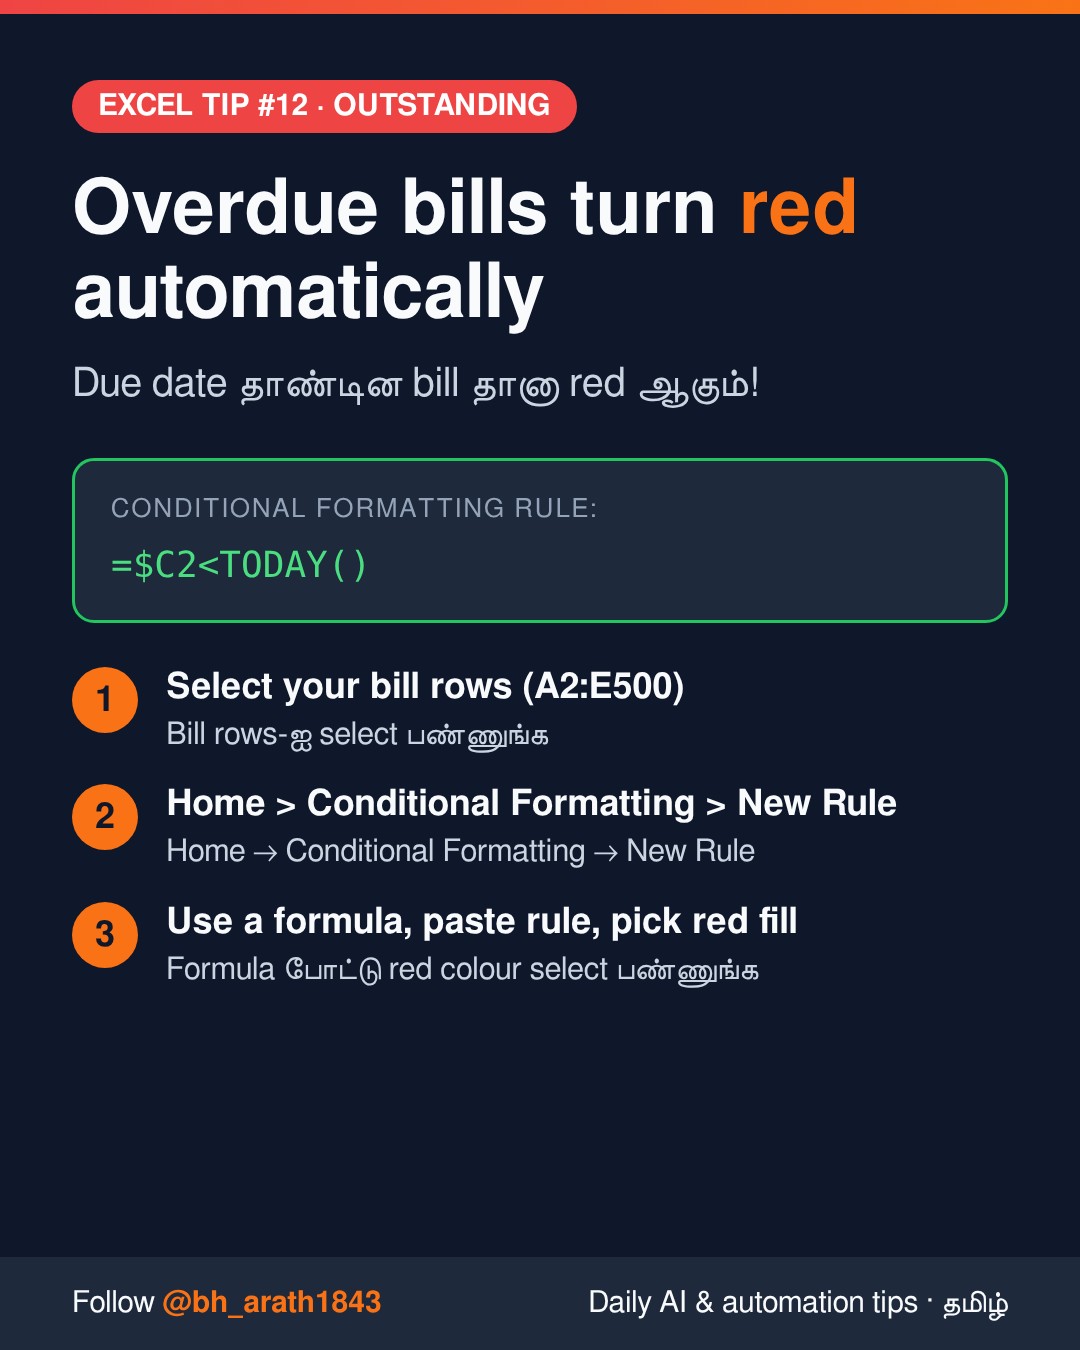 EXCEL TIP #12 · OUTSTANDING
Overdue bills turn red
automatically
Due date தாண்டின bill தானா red ஆகும்!
CONDITIONAL FORMATTING RULE:
=$C2<TODAY()
1
Select your bill rows (A2:E500)
Bill rows-ஐ select பண்ணுங்க
2
Home > Conditional Formatting > New Rule
Home → Conditional Formatting → New Rule
3
Use a formula, paste rule, pick red fill
Formula போட்டு red colour select பண்ணுங்க
Follow @bh_arath1843
Daily AI & automation tips · தமிழ்